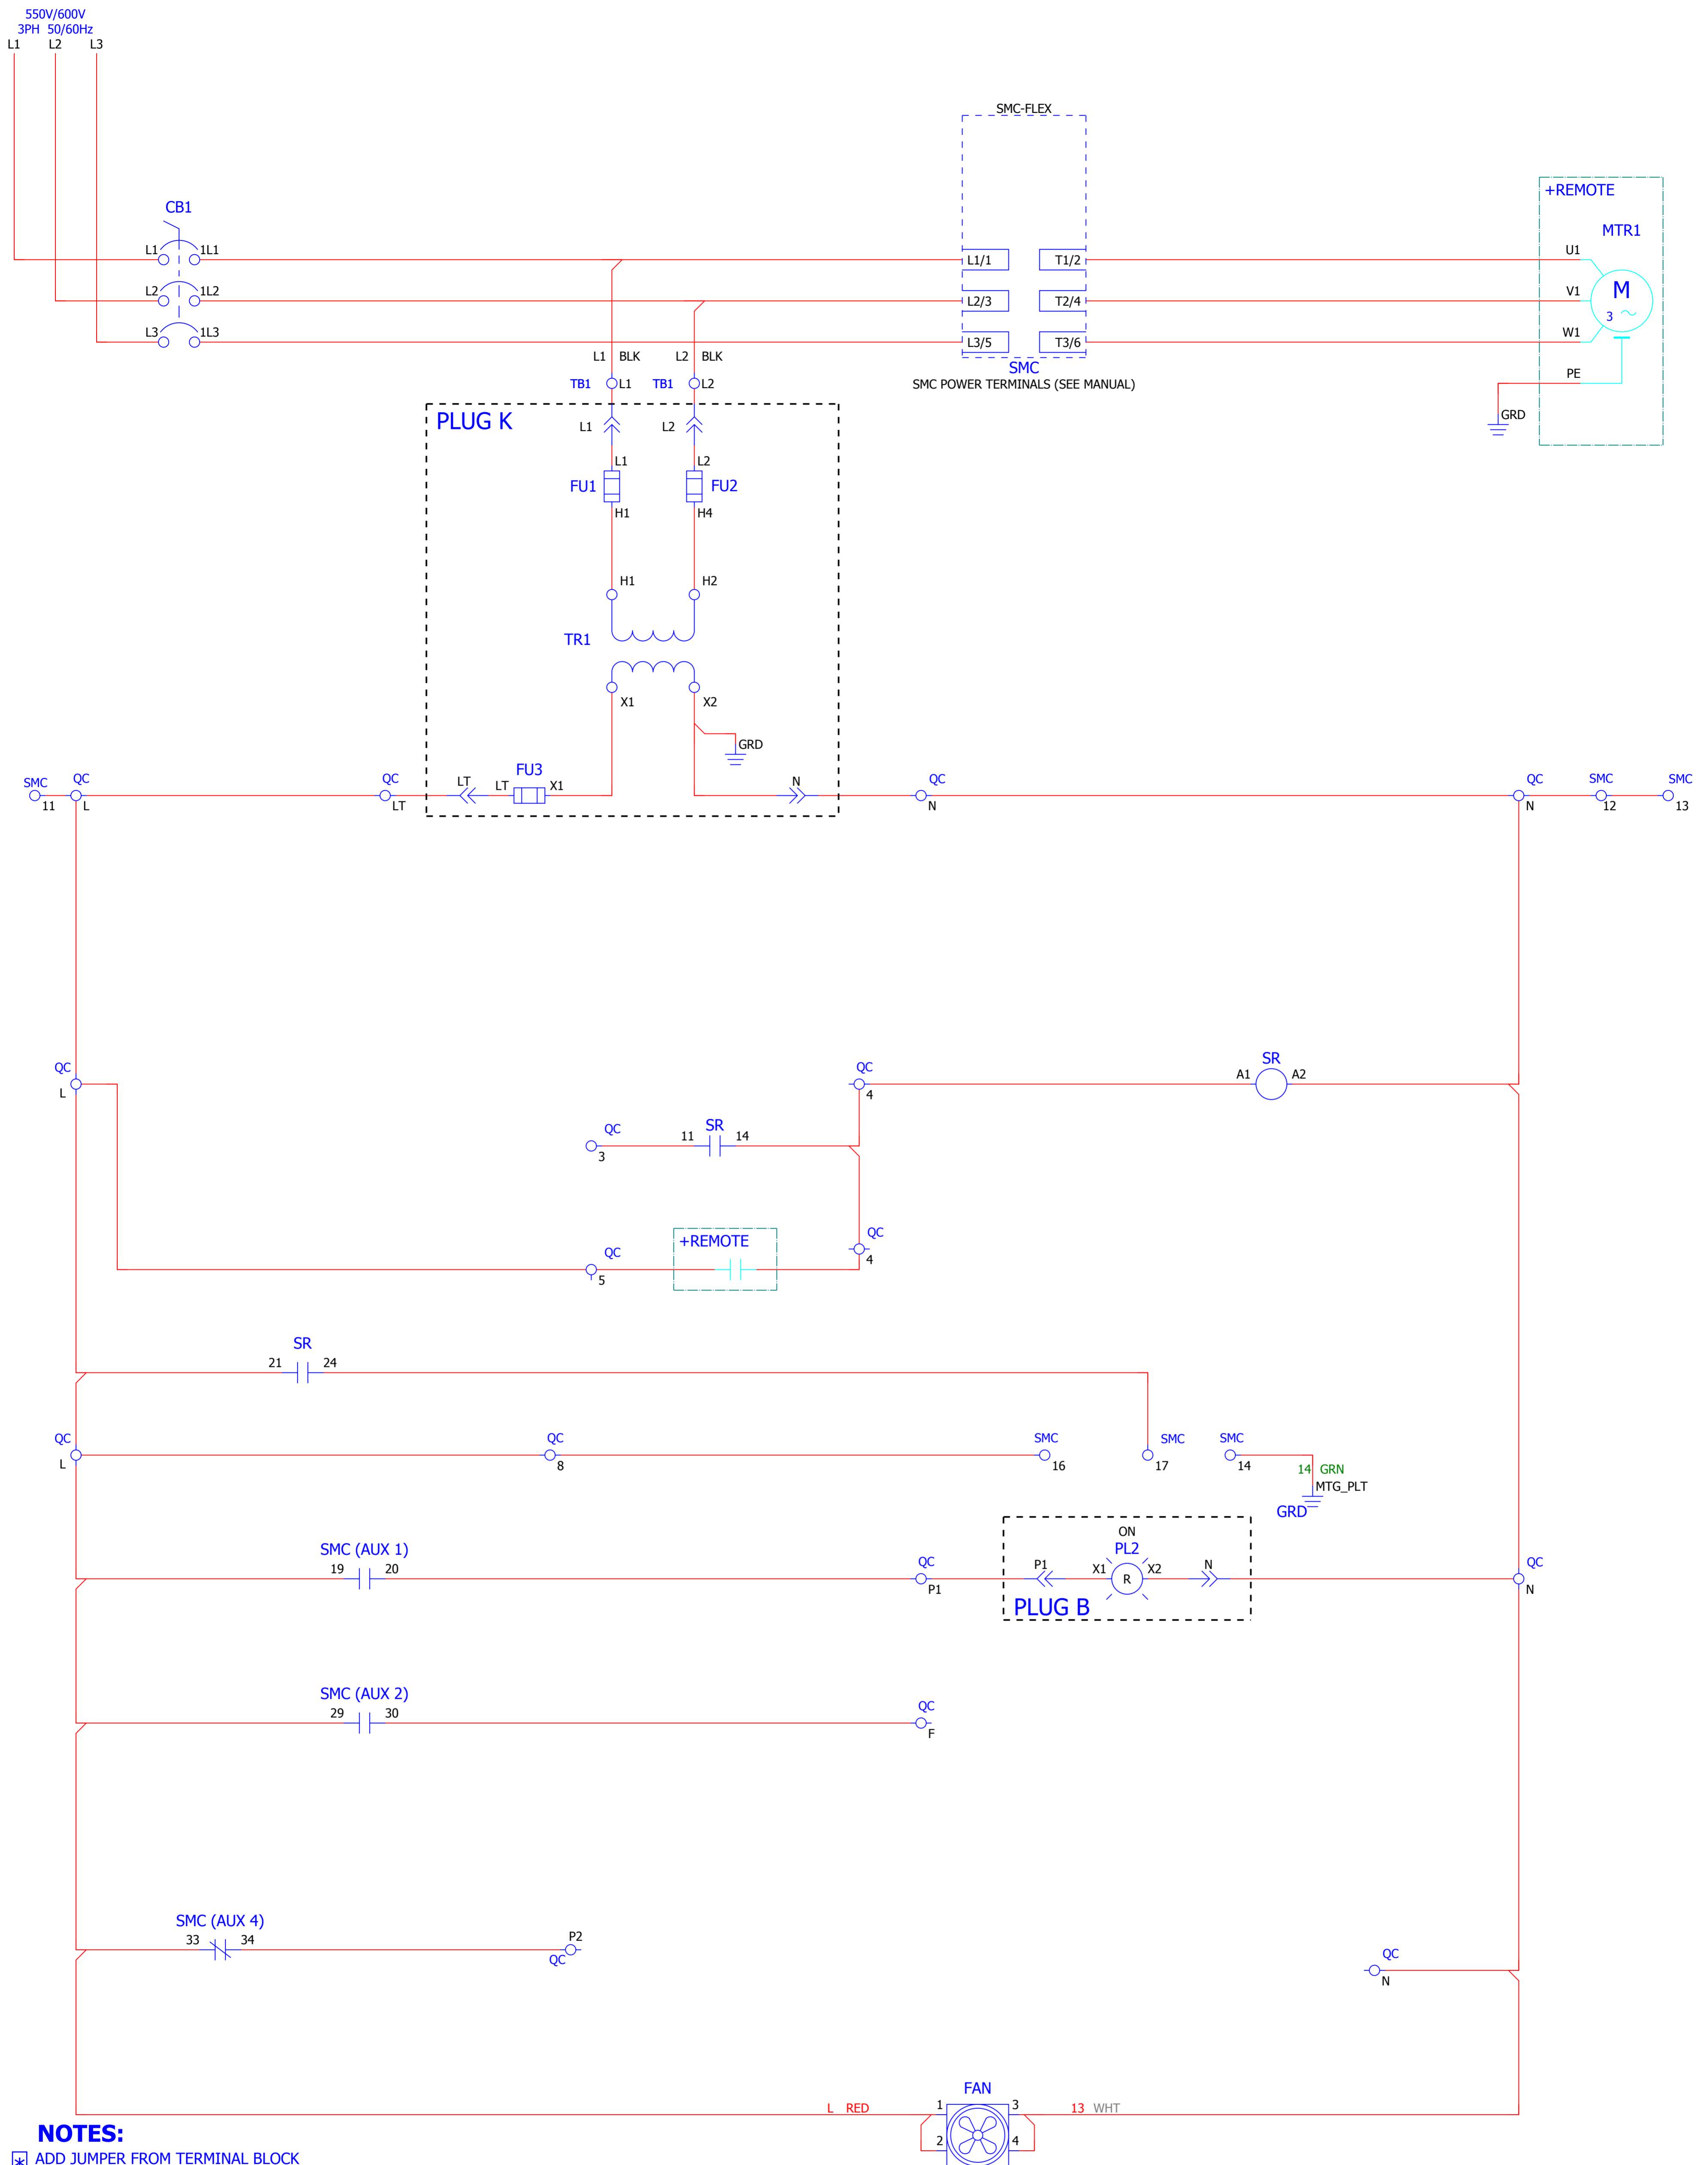 550V/600V
3PH 50/60Hz
L1 L2 L3
SMC-FLEX
+REMOTE
CB1
MTR1
L1 1L1
L1/1 T1/2
U1
L2 1L2
L2/3 T2/4
V1
M
3
L3 1L3
L3/5 T3/6
W1
SMC
SMC POWER TERMINALS (SEE MANUAL)
L1 BLK L2 BLK
TB1 L1 TB1 L2
PE
GRD
PLUG K
L1 L2
L1 L2
FU1 FU2
H1 H4
H1 H2
TR1
X1 X2
GRD
FU3
SMC QC QC LT LT X1 N QC QC SMC SMC
11 L LT N N 12 13
QC QC SR
L 4 A1 A2
QC SR
3 11 14
QC
4
+REMOTE
QC
5
SR
21 24
QC QC SMC SMC SMC
L 8 16 17 14
14 GRN
MTG_PLT
GRD
ON
PL2
SMC (AUX 1)
19 20
QC
P1
P1 X1 R X2 N
QC
N
PLUG B
SMC (AUX 2)
29 30
QC
F
SMC (AUX 4)
33 34
P2
QC
QC
N
FAN
L RED 1 3 13 WHT
2 4
NOTES:
* ADD JUMPER FROM TERMINAL BLOCK